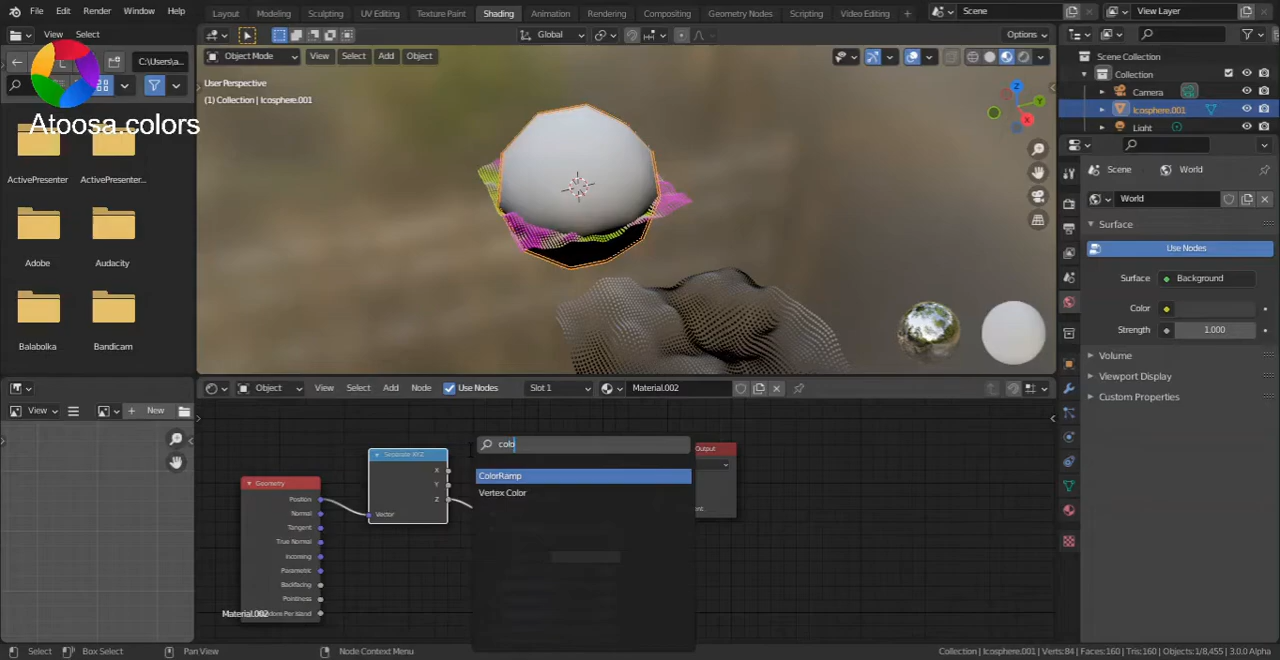 File Edit Render Window Help
Layout Modeling Sculpting UV Editing Texture Paint Shading Animation Rendering Compositing Geometry Nodes Scripting Video Editing +
Scene
View Layer
View Select
Global
Options
C:\Users\a...
Object Mode View Select Add Object
Atoosa.colors
User Perspective
(1) Collection | Icosphere.001
Z
Y
X
ActivePresenter
ActivePresenter...
Adobe
Audacity
Balabolka
Bandicam
Scene Collection
Collection
Camera
Icosphere.001
Light
Scene
World
World
Surface
Use Nodes
Surface
Background
Color
Strength
1.000
Volume
Viewport Display
Custom Properties
View
New
Object View Select Add Node Use Nodes Slot 1 Material.002
Geometry
Position
Normal
Tangent
True Normal
Incoming
Parametric
Backfacing
Pointiness
Material.002
Separate XYZ
X
Y
Z
Vector
colo
ColorRamp
Vertex Color
Output
Select
Box Select
Pan View
Node Context Menu
Collection | Icosphere.001 | Verts:84 | Faces:160 | Tris:160 | Objects:1/8,455 | 3.0.0 Alpha